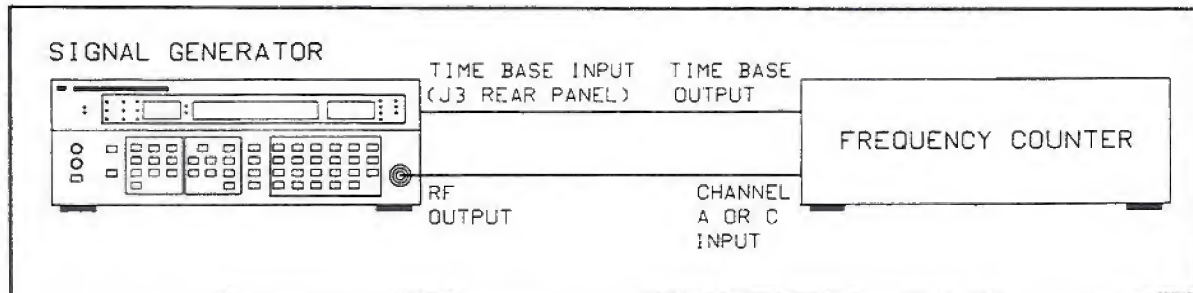 SIGNAL GENERATOR
TIME BASE INPUT
(J3 REAR PANEL)
TIME BASE
OUTPUT
FREQUENCY COUNTER
RF
OUTPUT
CHANNEL
A OR C
INPUT